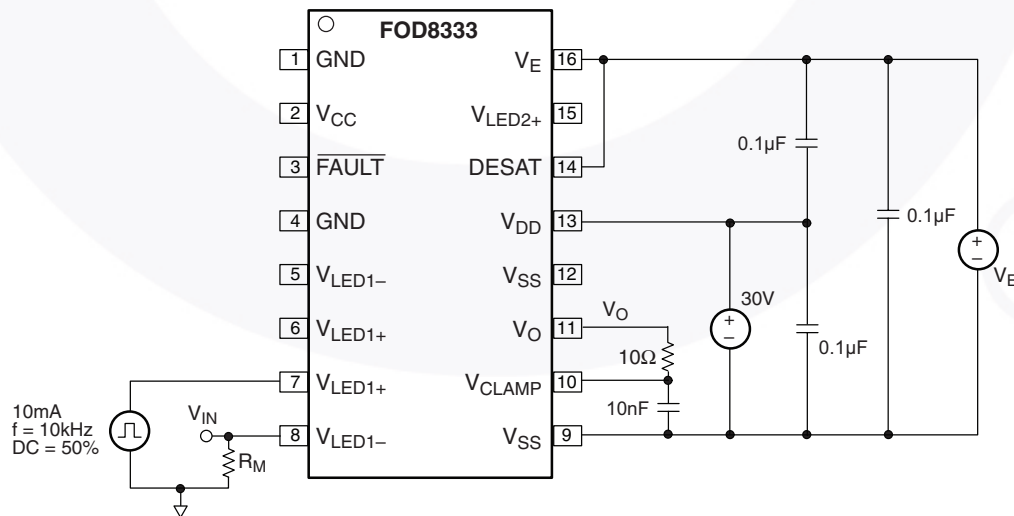 FOD8333
1 GND
2 VCC
3 FAULT
4 GND
5 VLED1–
6 VLED1+
7 VLED1+
8 VLED1–
VE 16
VLED2+ 15
DESAT 14
VDD 13
VSS 12
VO 11
VCLAMP 10
VSS 9
10mA
f = 10kHz
DC = 50%
VIN
RM
VO
10Ω
10nF
30V
0.1μF
0.1μF
0.1μF
VE